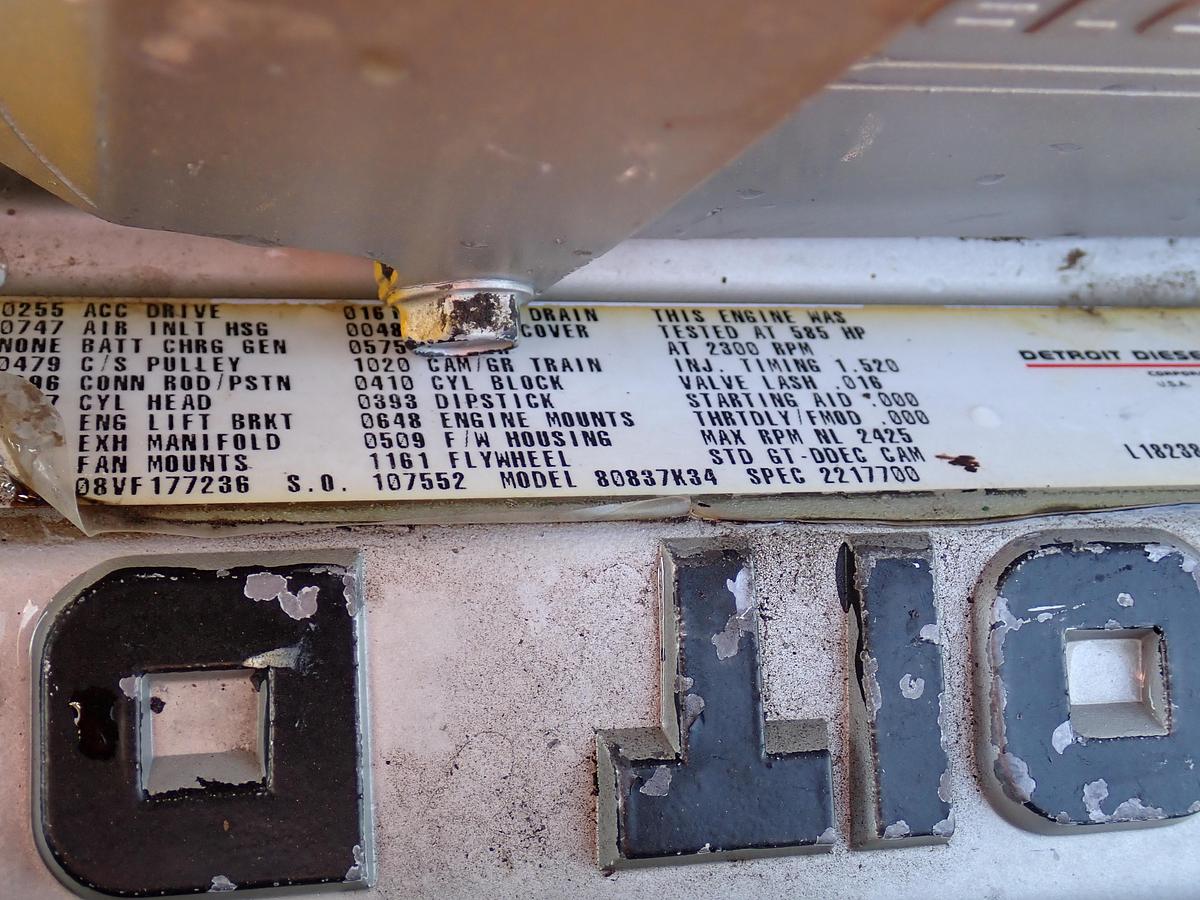 0255 ACC DRIVE
0747 AIR INLT HSG
NONE BATT CHRG GEN
0479 C/S PULLEY
CONN ROD/PSTN
CYL HEAD
ENG LIFT BRKT
EXH MANIFOLD
FAN MOUNTS
DRAIN
COVER
0575
1020 CAM/GR TRAIN
0410 CYL BLOCK
0393 DIPSTICK
0648 ENGINE MOUNTS
0509 F/W HOUSING
1161 FLYWHEEL
THIS ENGINE WAS
TESTED AT 585 HP
AT 2300 RPM
INJ. TIMING 1.520
VALVE LASH .016
STARTING AID .000
THRTDLY/FMOD .000
MAX RPM NL 2425
STD GT-DDEC CAM
08VF177236 S.O. 107552 MODEL 80837K34 SPEC 2217700
DETROIT DIESE
CORPOR
U.S.A.
L18238